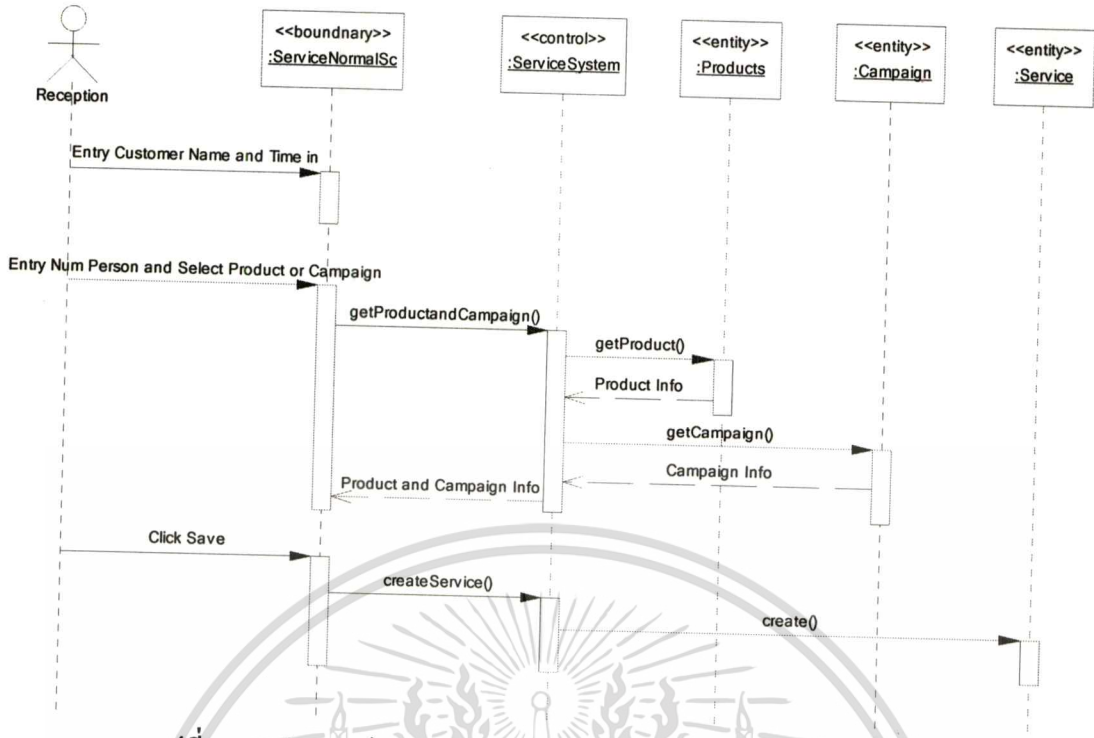 <<boundnary>>
:ServiceNormalSc
<<control>>
:ServiceSystem
<<entity>>
:Products
<<entity>>
:Campaign
<<entity>>
:Service
Reception
Entry Customer Name and Time in
Entry Num Person and Select Product or Campaign
getProductandCampaign()
getProduct()
Product Info
getCampaign()
Campaign Info
Product and Campaign Info
Click Save
createService()
create()